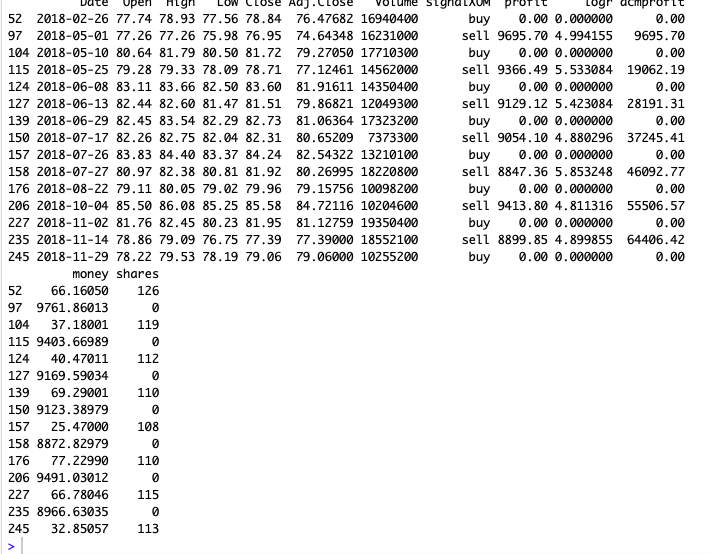 Date Open High Low Close Adj.Close Volume signalXOM profit logr acmprofit
52 2018-02-26 77.74 78.93 77.56 78.84 76.47682 16940400 buy 0.00 0.000000 0.00
97 2018-05-01 77.26 77.26 75.98 76.95 74.64348 16231000 sell 9695.70 4.994155 9695.70
104 2018-05-10 80.64 81.79 80.50 81.72 79.27050 17710300 buy 0.00 0.000000 0.00
115 2018-05-25 79.28 79.33 78.09 78.71 77.12461 14562000 sell 9366.49 5.533084 19062.19
124 2018-06-08 83.11 83.66 82.50 83.60 81.91611 14350400 buy 0.00 0.000000 0.00
127 2018-06-13 82.44 82.60 81.47 81.51 79.86821 12049300 sell 9129.12 5.423084 28191.31
139 2018-06-29 82.45 83.54 82.29 82.73 81.06364 17323200 buy 0.00 0.000000 0.00
150 2018-07-17 82.26 82.75 82.04 82.31 80.65209 7373300 sell 9054.10 4.880296 37245.41
157 2018-07-26 83.83 84.40 83.37 84.24 82.54322 13210100 buy 0.00 0.000000 0.00
158 2018-07-27 80.97 82.38 80.81 81.92 80.26995 18220800 sell 8847.36 5.853248 46092.77
176 2018-08-22 79.11 80.05 79.02 79.96 79.15756 10098200 buy 0.00 0.000000 0.00
206 2018-10-04 85.50 86.08 85.25 85.58 84.72116 10204600 sell 9413.80 4.811316 55506.57
227 2018-11-02 81.76 82.45 80.23 81.95 81.12759 19350400 buy 0.00 0.000000 0.00
235 2018-11-14 78.86 79.09 76.75 77.39 77.39000 18552100 sell 8899.85 4.899855 64406.42
245 2018-11-29 78.22 79.53 78.19 79.06 79.06000 10255200 buy 0.00 0.000000 0.00
money shares
52 66.16050 126
97 9761.86013 0
104 37.18001 119
115 9403.66989 0
124 40.47011 112
127 9169.59034 0
139 69.29001 110
150 9123.38979 0
157 25.47000 108
158 8872.82979 0
176 77.22990 110
206 9491.03012 0
227 66.78046 115
235 8966.63035 0
245 32.85057 113
>